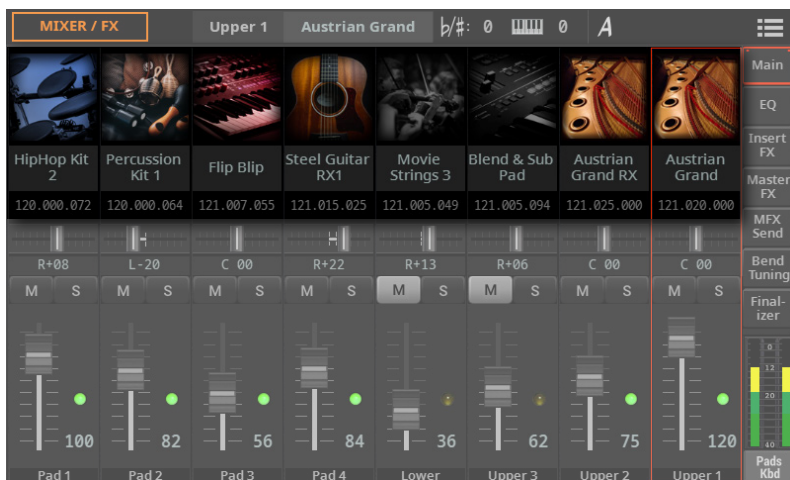 MIXER / FX
Upper 1
Austrian Grand
♭/#: 0
0
A
HipHop Kit
2
Percussion
Kit 1
Flip Blip
Steel Guitar
RX1
Movie
Strings 3
Blend & Sub
Pad
Austrian
Grand RX
Austrian
Grand
120.000.072
120.000.064
121.007.055
121.015.025
121.005.049
121.005.094
121.025.000
121.020.000
R+08
L-20
C 00
R+22
R+13
R+06
C 00
C 00
M S
M S
M S
M S
M S
M S
M S
M S
100
82
56
84
36
62
75
120
Pad 1
Pad 2
Pad 3
Pad 4
Lower
Upper 3
Upper 2
Upper 1
Main
EQ
Insert
FX
Master
FX
MFX
Send
Bend
Tuning
Final-
izer
0
12
20
40
Pads
Kbd